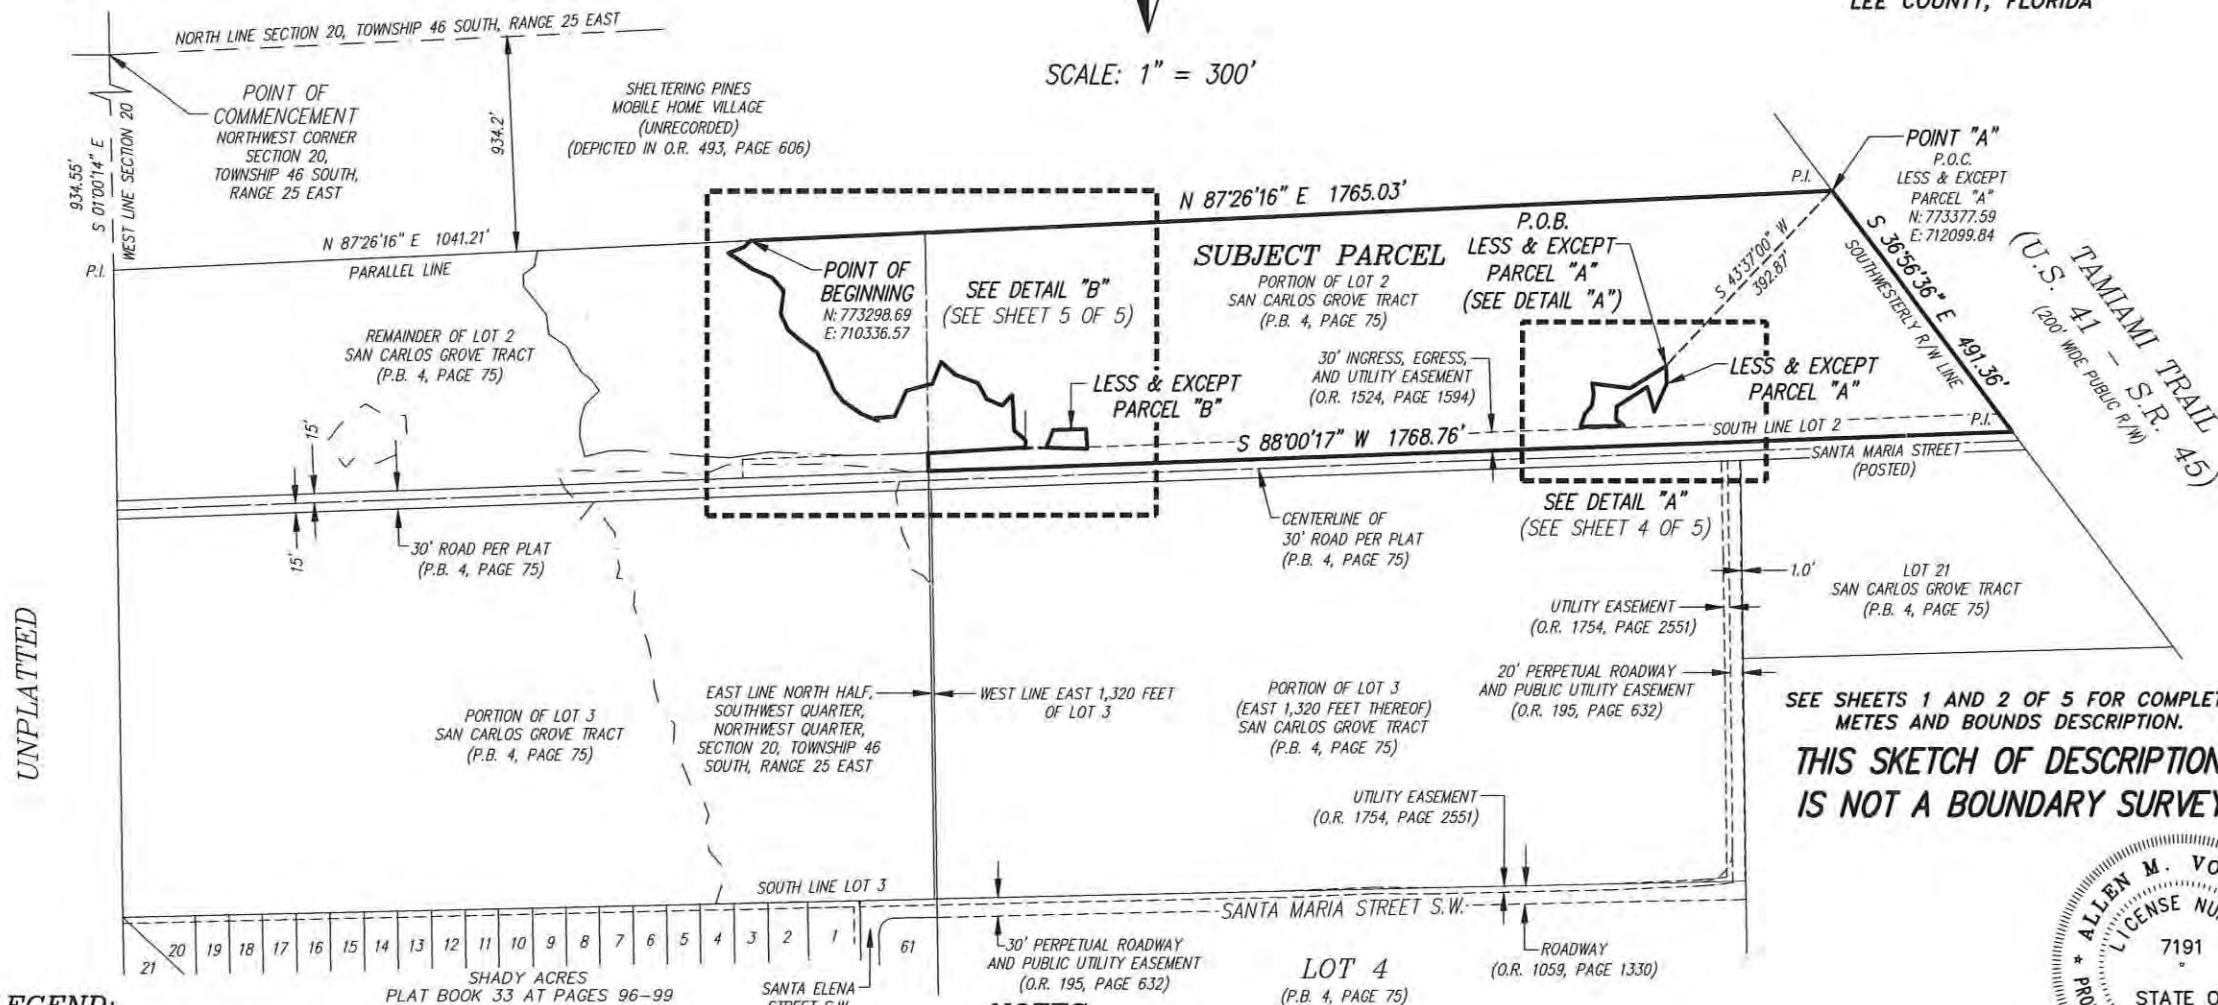 LEE COUNTY, FLORIDA
NORTH LINE SECTION 20, TOWNSHIP 46 SOUTH, RANGE 25 EAST
SCALE: 1" = 300'
POINT OF
COMMENCEMENT
NORTHWEST CORNER
SECTION 20,
TOWNSHIP 46 SOUTH,
RANGE 25 EAST
934.55'
S 01°00'14" E
WEST LINE SECTION 20
934.2'
SHELTERING PINES
MOBILE HOME VILLAGE
(UNRECORDED)
(DEPICTED IN O.R. 493, PAGE 606)
POINT "A"
P.O.C.
LESS & EXCEPT
PARCEL "A"
N: 773377.59
E: 712099.84
P.I.
N 87°26'16" E 1765.03'
N 87°26'16" E 1041.21'
PARALLEL LINE
P.I.
POINT OF
BEGINNING
N: 773298.69
E: 710336.57
SEE DETAIL "B"
(SEE SHEET 5 OF 5)
SUBJECT PARCEL
PORTION OF LOT 2
SAN CARLOS GROVE TRACT
(P.B. 4, PAGE 75)
P.O.B.
LESS & EXCEPT
PARCEL "A"
(SEE DETAIL "A")
S 43°37'00" W
392.87'
S 36°56'36" E 491.36'
SOUTHWESTERLY R/W LINE
TAMIAMI TRAIL
(U.S. 41 - S.R. 45)
(200' WIDE PUBLIC R/W)
REMAINDER OF LOT 2
SAN CARLOS GROVE TRACT
(P.B. 4, PAGE 75)
30' INGRESS, EGRESS,
AND UTILITY EASEMENT
(O.R. 1524, PAGE 1594)
LESS & EXCEPT
PARCEL "B"
LESS & EXCEPT
PARCEL "A"
15'
S 88°00'17" W 1768.76'
SOUTH LINE LOT 2
P.I.
SANTA MARIA STREET
(POSTED)
15'
30' ROAD PER PLAT
(P.B. 4, PAGE 75)
CENTERLINE OF
30' ROAD PER PLAT
(P.B. 4, PAGE 75)
SEE DETAIL "A"
(SEE SHEET 4 OF 5)
1.0'
LOT 21
SAN CARLOS GROVE TRACT
(P.B. 4, PAGE 75)
UTILITY EASEMENT
(O.R. 1754, PAGE 2551)
UNPLATTED
PORTION OF LOT 3
SAN CARLOS GROVE TRACT
(P.B. 4, PAGE 75)
EAST LINE NORTH HALF,
SOUTHWEST QUARTER,
NORTHWEST QUARTER,
SECTION 20, TOWNSHIP 46
SOUTH, RANGE 25 EAST
WEST LINE EAST 1,320 FEET
OF LOT 3
PORTION OF LOT 3
(EAST 1,320 FEET THEREOF)
SAN CARLOS GROVE TRACT
(P.B. 4, PAGE 75)
20' PERPETUAL ROADWAY
AND PUBLIC UTILITY EASEMENT
(O.R. 195, PAGE 632)
SEE SHEETS 1 AND 2 OF 5 FOR COMPLET
METES AND BOUNDS DESCRIPTION.
THIS SKETCH OF DESCRIPTION
IS NOT A BOUNDARY SURVEY
UTILITY EASEMENT
(O.R. 1754, PAGE 2551)
SOUTH LINE LOT 3
SANTA MARIA STREET S.W.
21 20 19 18 17 16 15 14 13 12 11 10 9 8 7 6 5 4 3 2 1 61
SHADY ACRES
PLAT BOOK 33 AT PAGES 96-99
SANTA ELENA
STREET S.W.
30' PERPETUAL ROADWAY
AND PUBLIC UTILITY EASEMENT
(O.R. 195, PAGE 632)
LOT 4
(P.B. 4, PAGE 75)
ROADWAY
(O.R. 1059, PAGE 1330)
ALLEN M. VO
LICENSE NU
7191
STATE O
PRO
EGEND:
NOTES